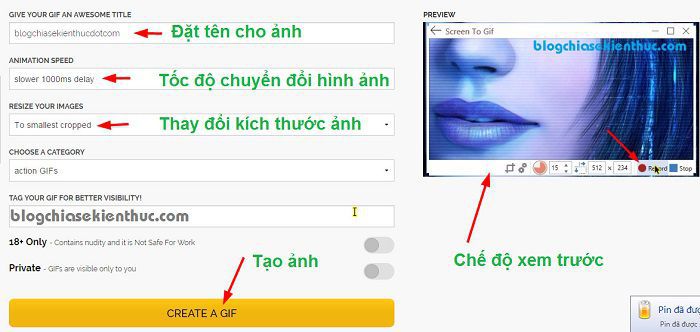 GIVE YOUR GIF AN AWESOME TITLE
blogchiasekienthucdotcom
Đặt tên cho ảnh
ANIMATION SPEED
slower 1000ms delay
Tốc độ chuyển đổi hình ảnh
RESIZE YOUR IMAGES
To smallest cropped
Thay đổi kích thước ảnh
CHOOSE A CATEGORY
action GIFs
TAG YOUR GIF FOR BETTER VISIBILITY!
blogchiasekienthuc.com
18+ Only - Contains nudity and it is Not Safe For Work
Private - GIFs are visible only to you
Tạo ảnh
CREATE A GIF
PREVIEW
Screen To Gif
blogchiasekienthuc.com
15 512 x 234 Record Stop
Chế độ xem trước
Pin đã đượ
Pin đã được